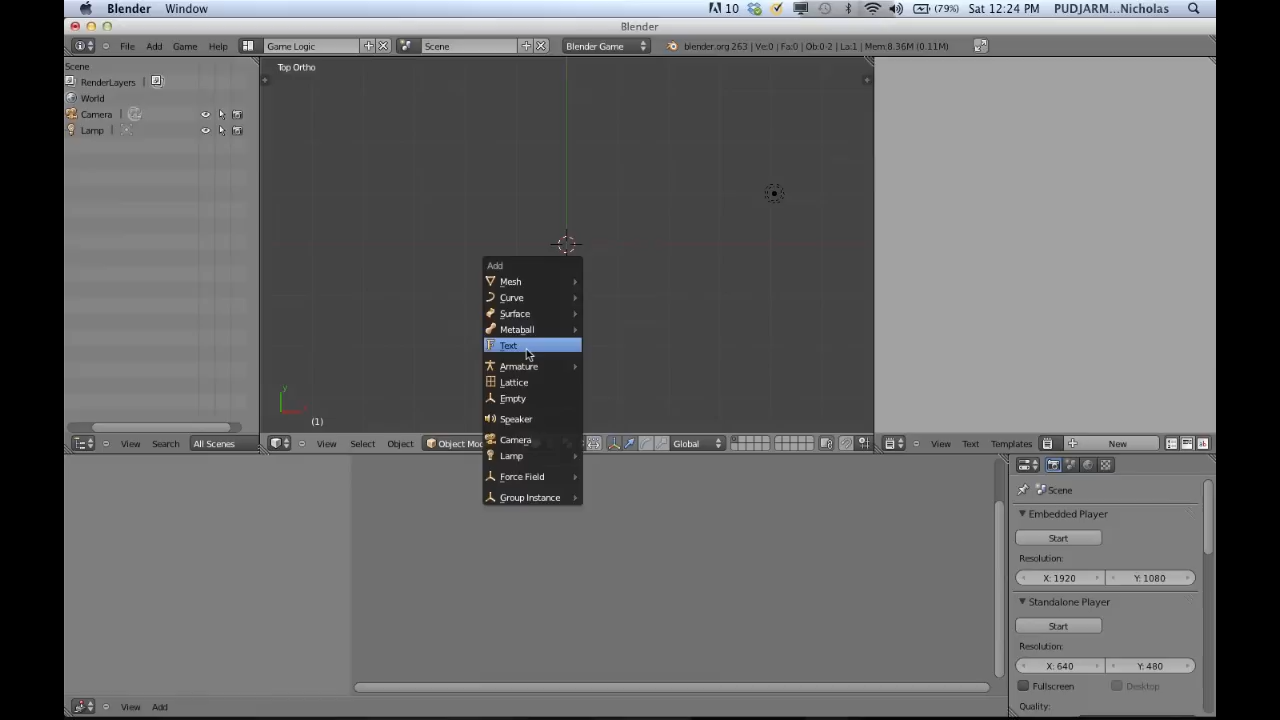 Blender Window 10 (79%) Sat 12:24 PM PUDJARM...Nicholas
Blender
File Add Game Help Game Logic Scene Blender Game blender.org 263 | Ve:0 | Fa:0 | Ob:0-2 | La:1 | Mem:8.36M (0.11M)
Scene
RenderLayers
World
Camera
Lamp
Top Ortho
Add
Mesh
Curve
Surface
Metaball
Text
Armature
Lattice
Empty
Speaker
Camera
Lamp
Force Field
Group Instance
y
(1)
View Search All Scenes
View Select Object Object Mod Global
View Text Templates New
Scene
Embedded Player
Start
Resolution:
X: 1920 Y: 1080
Standalone Player
Start
Resolution:
X: 640 Y: 480
Fullscreen Desktop
Quality:
View Add